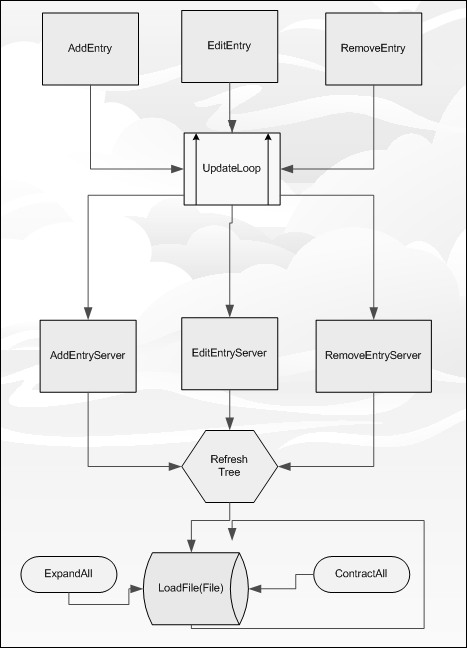 AddEntry
EditEntry
RemoveEntry
UpdateLoop
AddEntryServer
EditEntryServer
RemoveEntryServer
Refresh
Tree
ExpandAll
LoadFile(File)
ContractAll